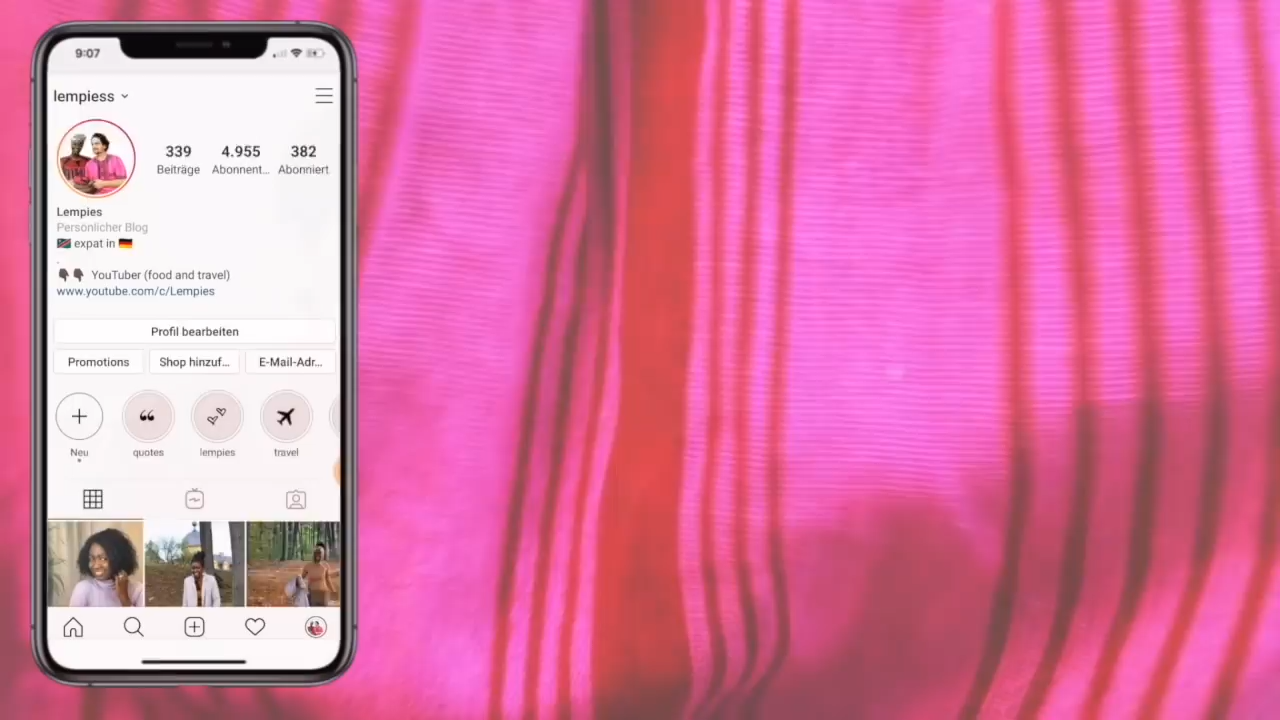 9:07
lempiess
339 4.955 382
Beiträge Abonnent... Abonniert
Lempies
Persönlicher Blog
🇳🇦 expat in 🇩🇪
.
👇🏿👇🏿 YouTuber (food and travel)
www.youtube.com/c/Lempies
Profil bearbeiten
Promotions Shop hinzuf... E-Mail-Adr...
Neu quotes lempies travel